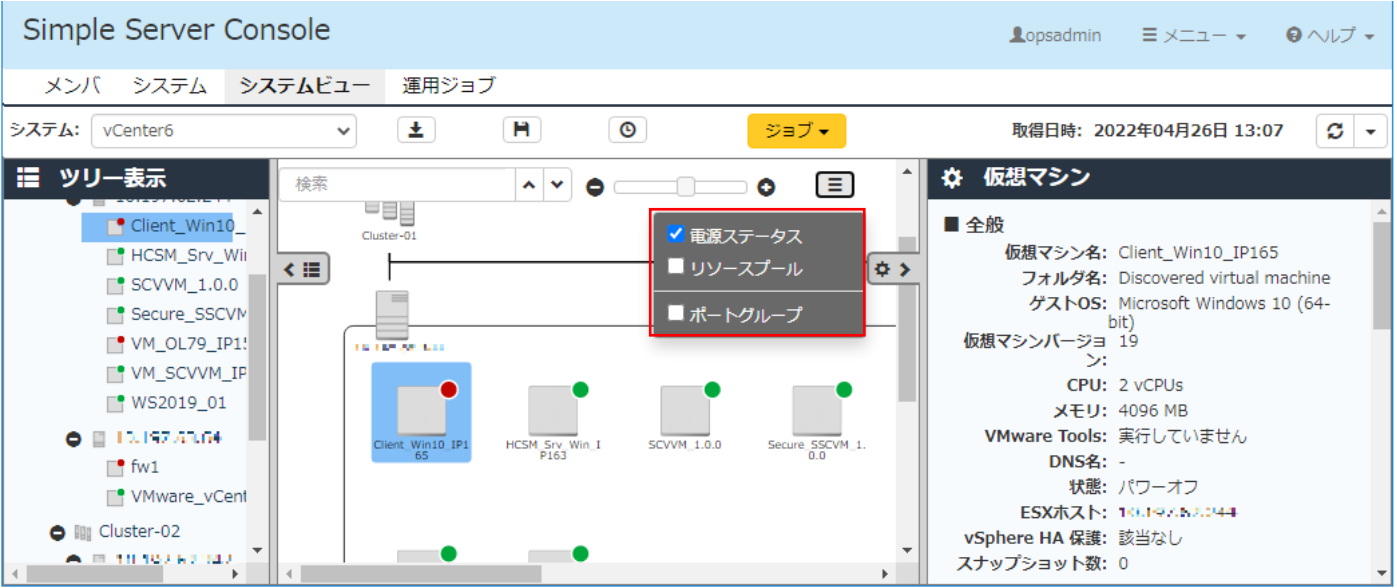 Simple Server Console
opsadmin メニュー ヘルプ
メンバ システム システムビュー 運用ジョブ
システム: vCenter6 ジョブ 取得日時: 2022年04月26日 13:07
ツリー表示
Client_Win10_
HCSM_Srv_Wi
SCVVM_1.0.0
Secure_SSCVM
VM_OL79_IP15
VM_SCVVM_IP
WS2019_01
fw1
VMware_vCent
Cluster-02
検索
Cluster-01
電源ステータス
リソースプール
ポートグループ
Client_Win10_IP1
65
HCSM_Srv_Win_I
P163
SCVVM_1.0.0
Secure_SSCVM_1.
0.0
仮想マシン
■ 全般
仮想マシン名: Client_Win10_IP165
フォルダ名: Discovered virtual machine
ゲストOS: Microsoft Windows 10 (64-
bit)
仮想マシンバージョ 19
ン:
CPU: 2 vCPUs
メモリ: 4096 MB
VMware Tools: 実行していません
DNS名: -
状態: パワーオフ
ESXホスト:
vSphere HA 保護: 該当なし
スナップショット数: 0